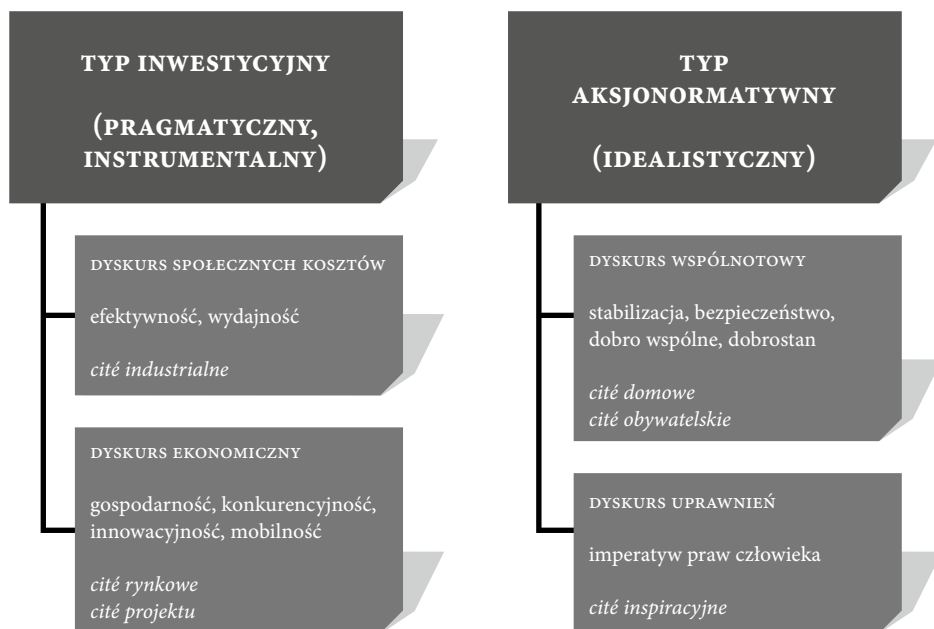 TYP INWESTYCYJNY
(PRAGMATYCZNY,
INSTRUMENTALNY)
DYSKURS SPOŁECZNYCH KOSZTÓW
efektywność, wydajność
cité industrialne
DYSKURS EKONOMICZNY
gospodarność, konkurencyjność,
innowacyjność, mobilność
cité rynkowe
cité projektu
TYP
AKSJONORMATYWNY
(IDEALISTYCZNY)
DYSKURS WSPÓLNOTOWY
stabilizacja, bezpieczeństwo,
dobro wspólne, dobrostan
cité domowe
cité obywatelskie
DYSKURS UPRAWNIEŃ
imperatyw praw człowieka
cité inspiracyjne